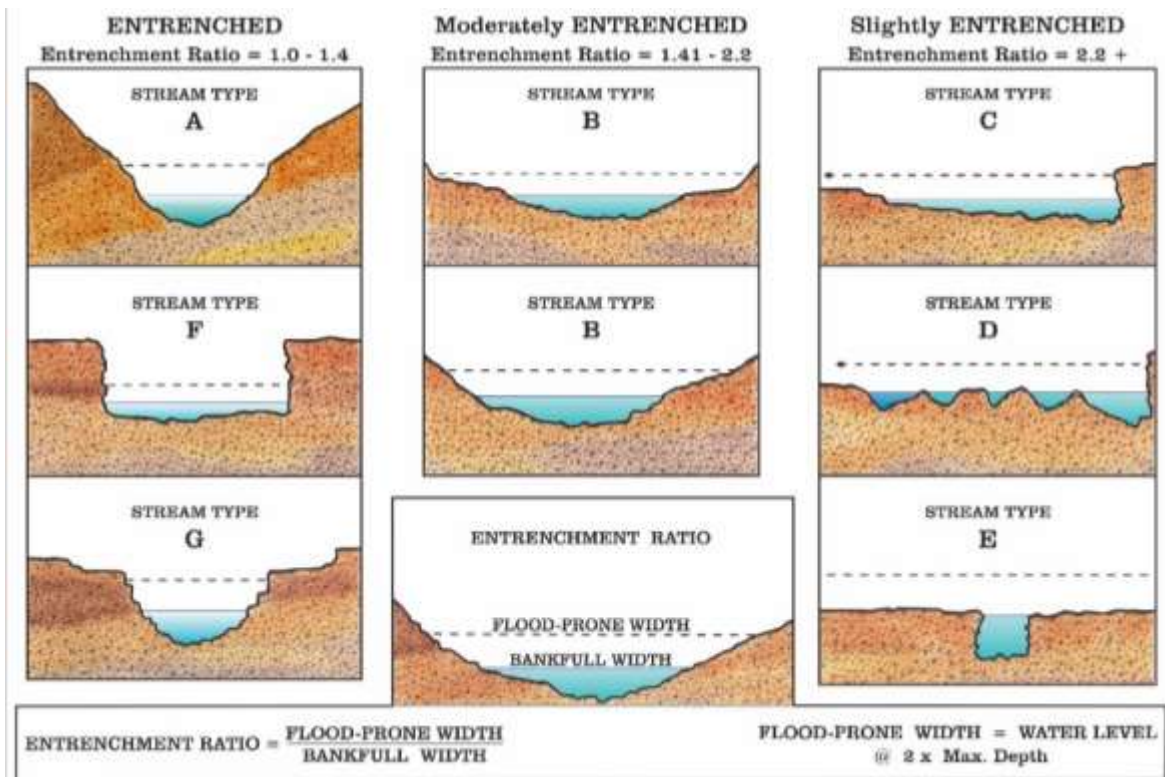 ENTRENCHED
Entrenchment Ratio = 1.0 - 1.4
STREAM TYPE
A
STREAM TYPE
F
STREAM TYPE
G
Moderately ENTRENCHED
Entrenchment Ratio = 1.41 - 2.2
STREAM TYPE
B
STREAM TYPE
B
Slightly ENTRENCHED
Entrenchment Ratio = 2.2 +
STREAM TYPE
C
STREAM TYPE
D
STREAM TYPE
E
ENTRENCHMENT RATIO
FLOOD-PRONE WIDTH
BANKFULL WIDTH
ENTRENCHMENT RATIO = FLOOD-PRONE WIDTH
BANKFULL WIDTH
FLOOD-PRONE WIDTH = WATER LEVEL
@ 2 x Max. Depth